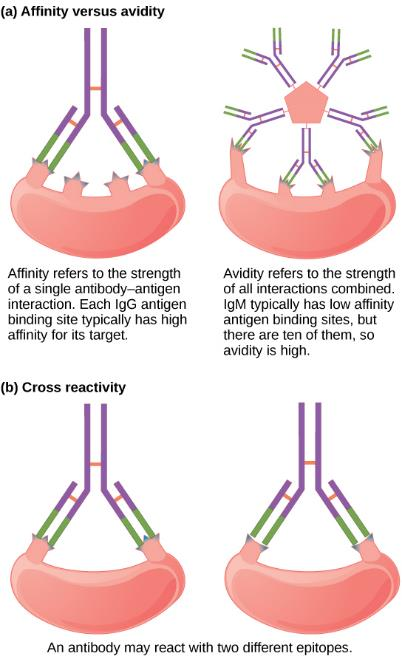 (a) Affinity versus avidity
Affinity refers to the strength
of a single antibody–antigen
interaction. Each IgG antigen
binding site typically has high
affinity for its target.
Avidity refers to the strength
of all interactions combined.
IgM typically has low affinity
antigen binding sites, but
there are ten of them, so
avidity is high.
(b) Cross reactivity
An antibody may react with two different epitopes.